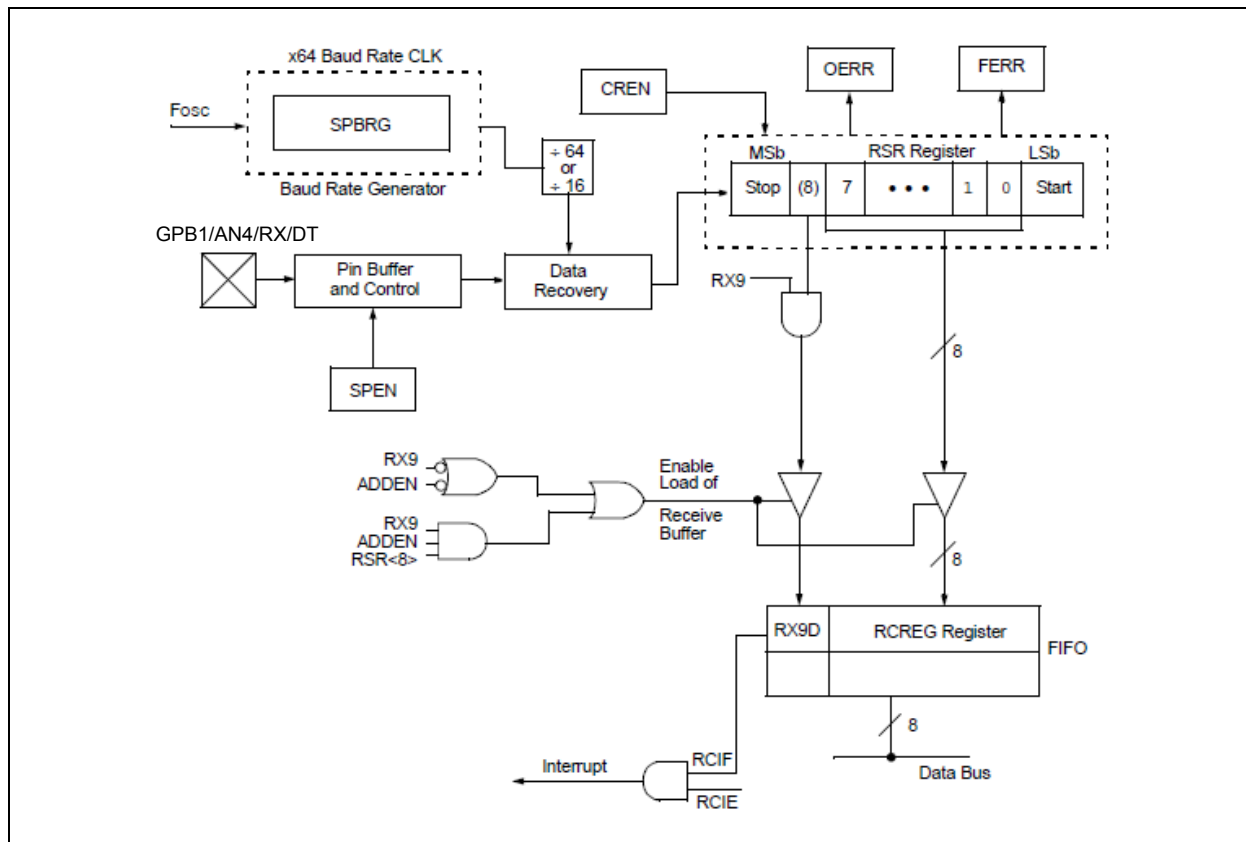 x64 Baud Rate CLK
Fosc
SPBRG
Baud Rate Generator
÷ 64
or
÷ 16
CREN
OERR
FERR
MSb
RSR Register
LSb
Stop
(8)
7
• • •
1
0
Start
GPB1/AN4/RX/DT
Pin Buffer
and Control
Data
Recovery
RX9
8
SPEN
RX9
ADDEN
RX9
ADDEN
RSR<8>
Enable
Load of
Receive
Buffer
8
RX9D
RCREG Register
FIFO
8
Data Bus
Interrupt
RCIF
RCIE